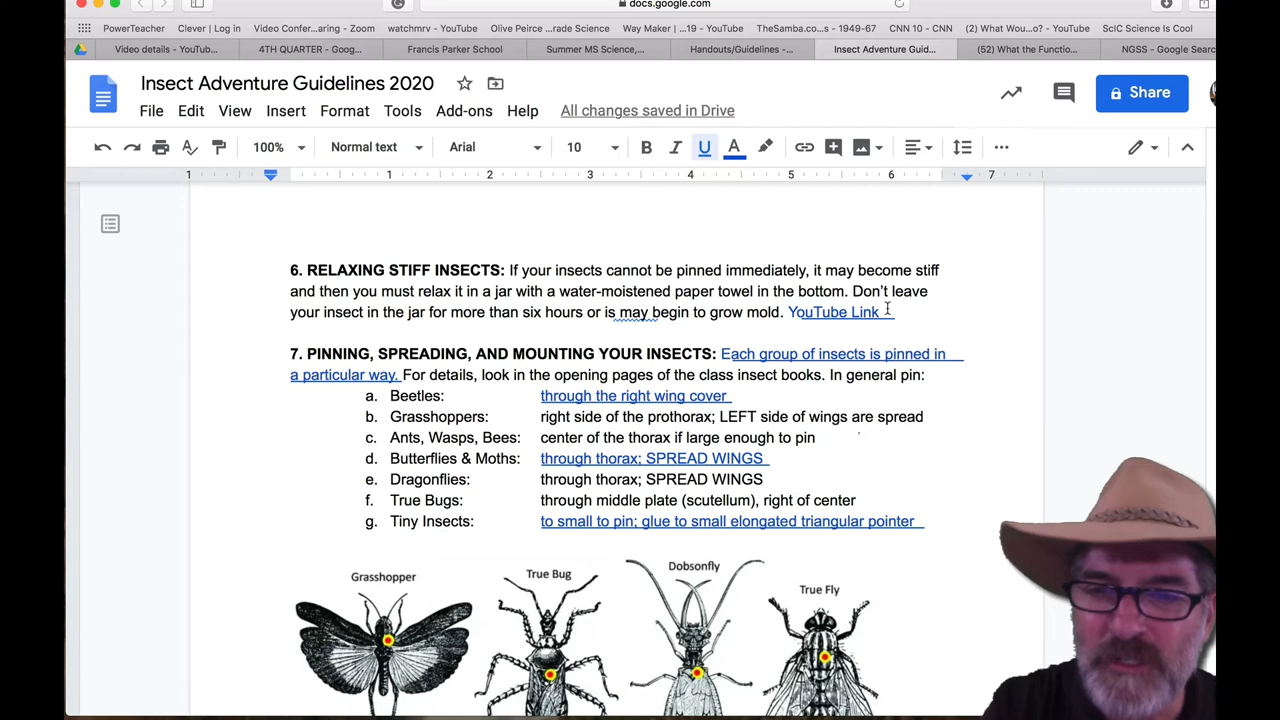 docs.google.com
PowerTeacher Clever | Log in Video Confer...ng - Zoom watchmrv - YouTube Olive Peirce ...rade Science Way Maker | ...19 - YouTube TheSamba.co... - 1949-67 CNN 10 - CNN (2) What Wou...? - YouTube ScIC Science Is Cool
Video details - YouTub... 4TH QUARTER - Goog... Francis Parker School Summer MS Science,... Handouts/Guidelines -... Insect Adventure Guid... (52) What the Functio... NGSS - Google Searc
Insect Adventure Guidelines 2020
File Edit View Insert Format Tools Add-ons Help All changes saved in Drive
Share
100% Normal text Arial 10 B I U A
1 1 2 3 4 5 6 7
6. RELAXING STIFF INSECTS: If your insects cannot be pinned immediately, it may become stiff
and then you must relax it in a jar with a water-moistened paper towel in the bottom. Don't leave
your insect in the jar for more than six hours or is may begin to grow mold. YouTube Link
7. PINNING, SPREADING, AND MOUNTING YOUR INSECTS: Each group of insects is pinned in
a particular way. For details, look in the opening pages of the class insect books. In general pin:
a. Beetles: through the right wing cover
b. Grasshoppers: right side of the prothorax; LEFT side of wings are spread
c. Ants, Wasps, Bees: center of the thorax if large enough to pin
d. Butterflies & Moths: through thorax; SPREAD WINGS
e. Dragonflies: through thorax; SPREAD WINGS
f. True Bugs: through middle plate (scutellum), right of center
g. Tiny Insects: to small to pin; glue to small elongated triangular pointer
Grasshopper True Bug Dobsonfly True Fly